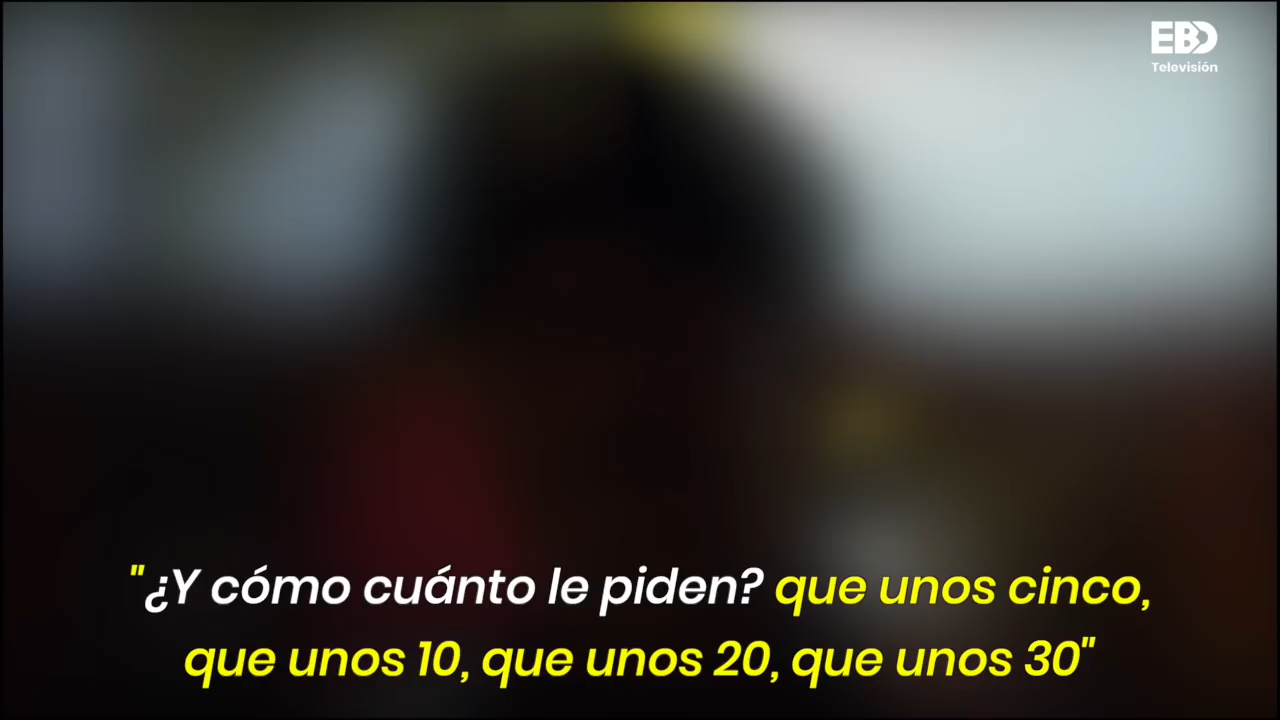 EBD
Televisión
"¿Y cómo cuánto le piden? que unos cinco,
que unos 10, que unos 20, que unos 30"